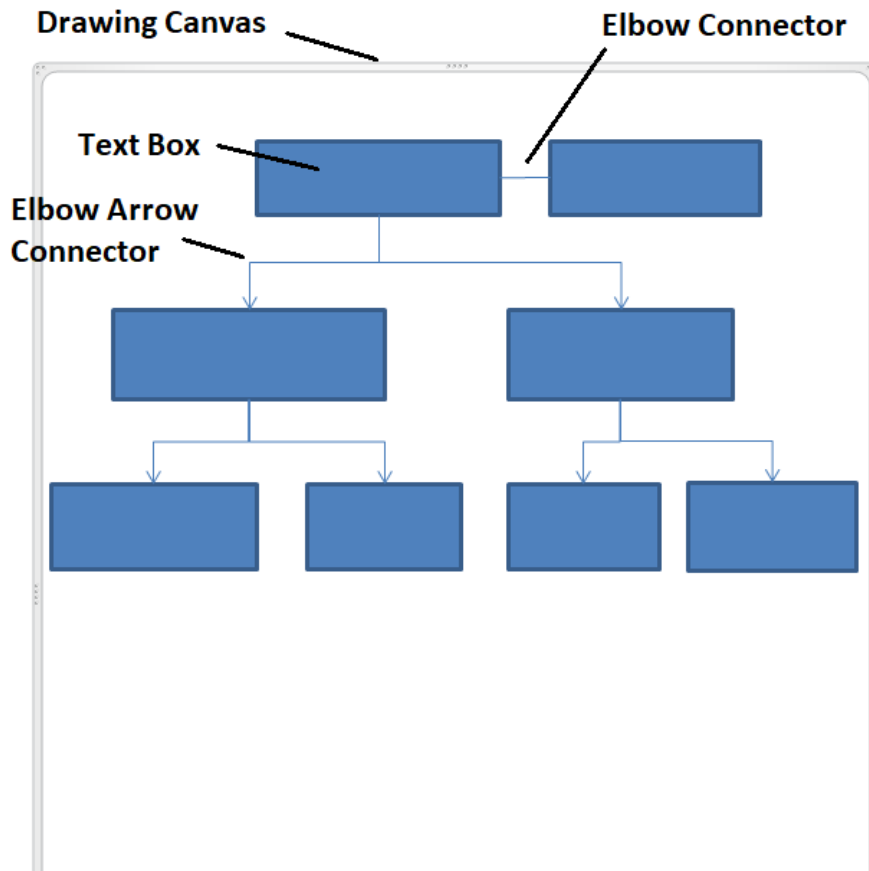 Drawing Canvas
Elbow Connector
Text Box
Elbow Arrow
Connector